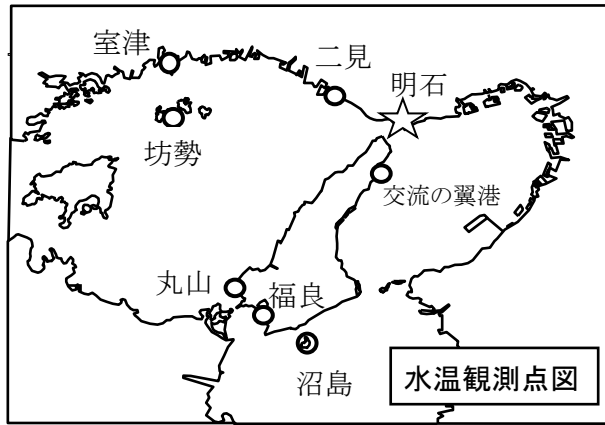 室津
二見
明石
坊勢
交流の翼港
丸山
福良
沼島
水温観測点図